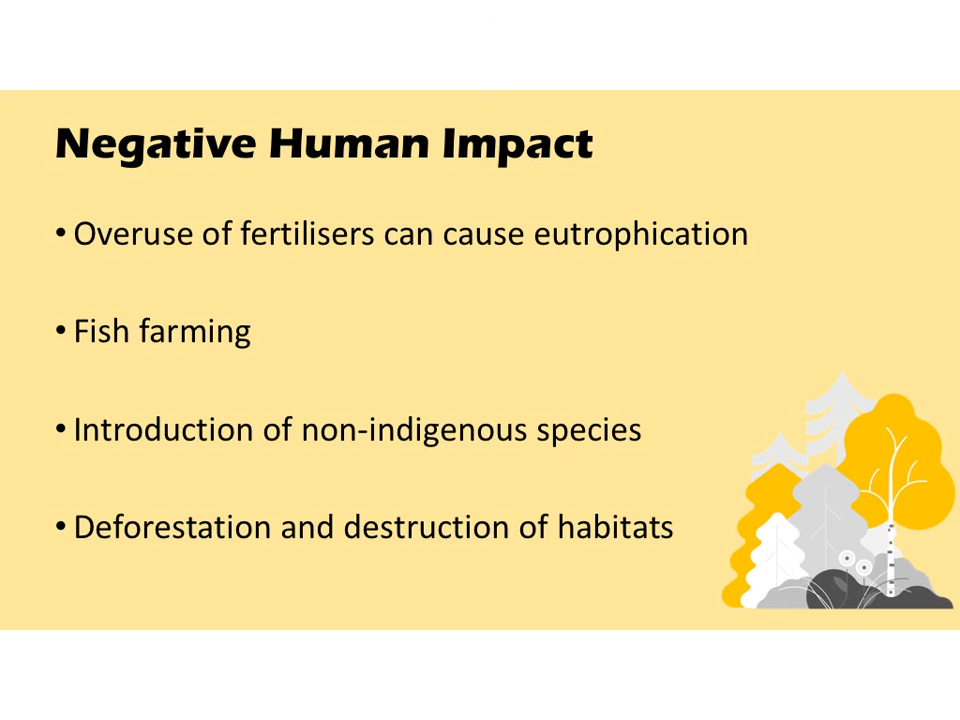 Negative Human Impact
• Overuse of fertilisers can cause eutrophication
• Fish farming
• Introduction of non-indigenous species
• Deforestation and destruction of habitats